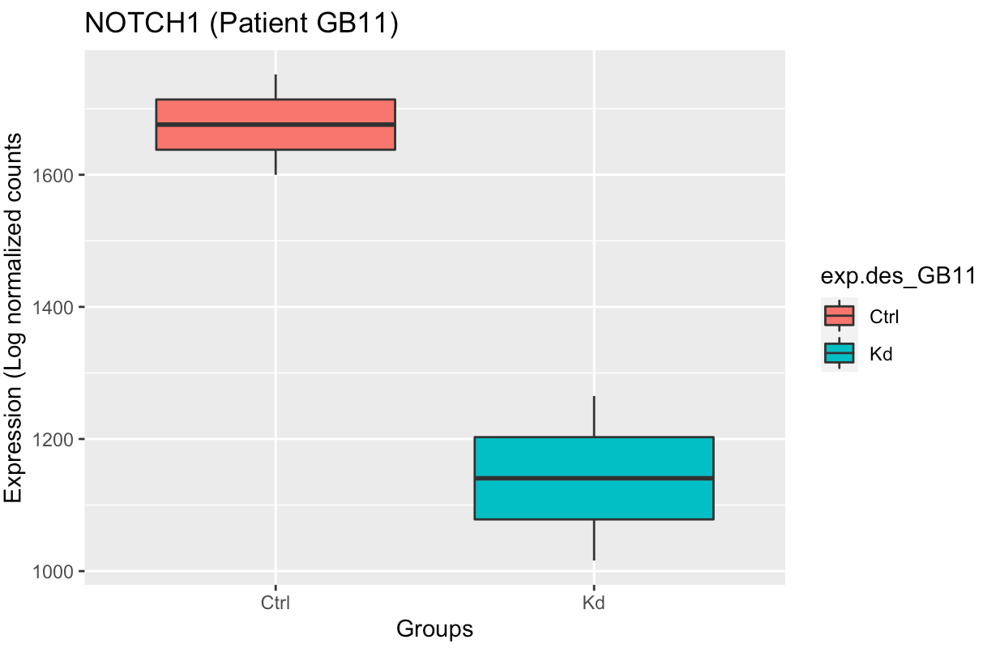 NOTCH1 (Patient GB11)
Expression (Log normalized counts
1600
1400
1200
1000
Ctrl
Kd
Groups
exp.des_GB11
Ctrl
Kd